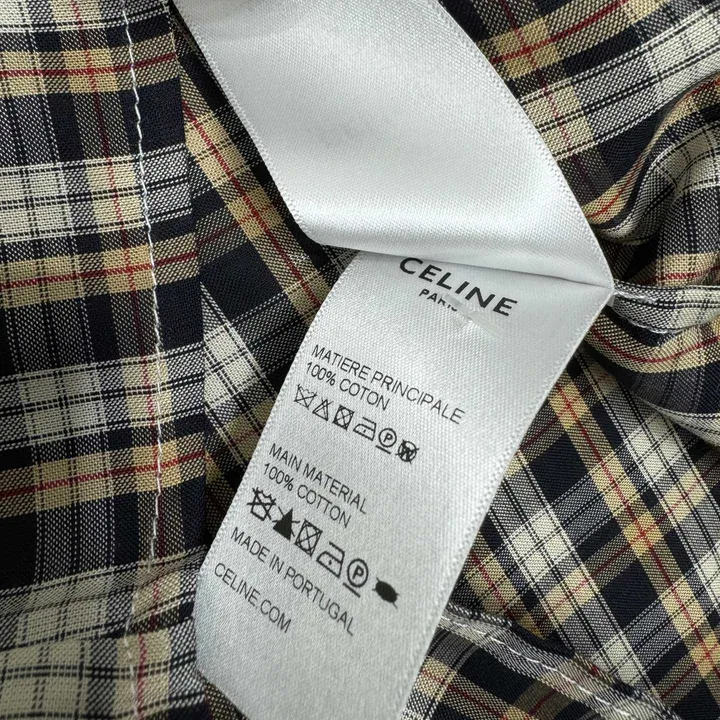 CELINE
PARIS
MATIERE PRINCIPALE
100% COTON
MAIN MATERIAL
100% COTTON
MADE IN PORTUGAL
CELINE.COM